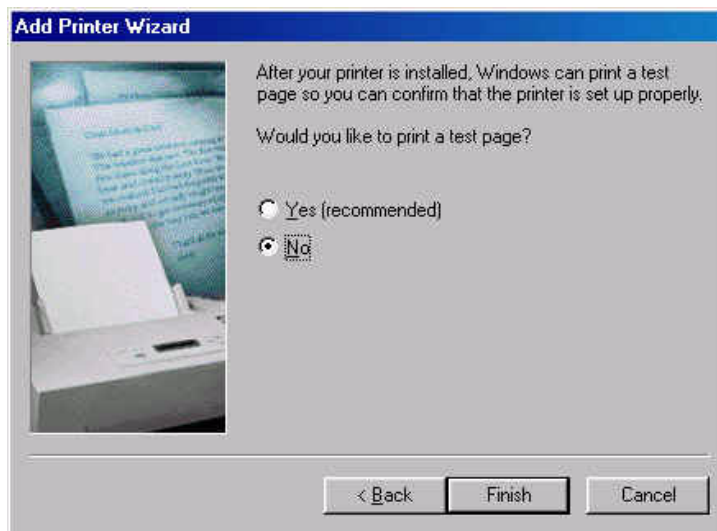 Add Printer Wizard
After your printer is installed, Windows can print a test
page so you can confirm that the printer is set up properly.
Would you like to print a test page?
Yes (recommended)
No
< Back
Finish
Cancel